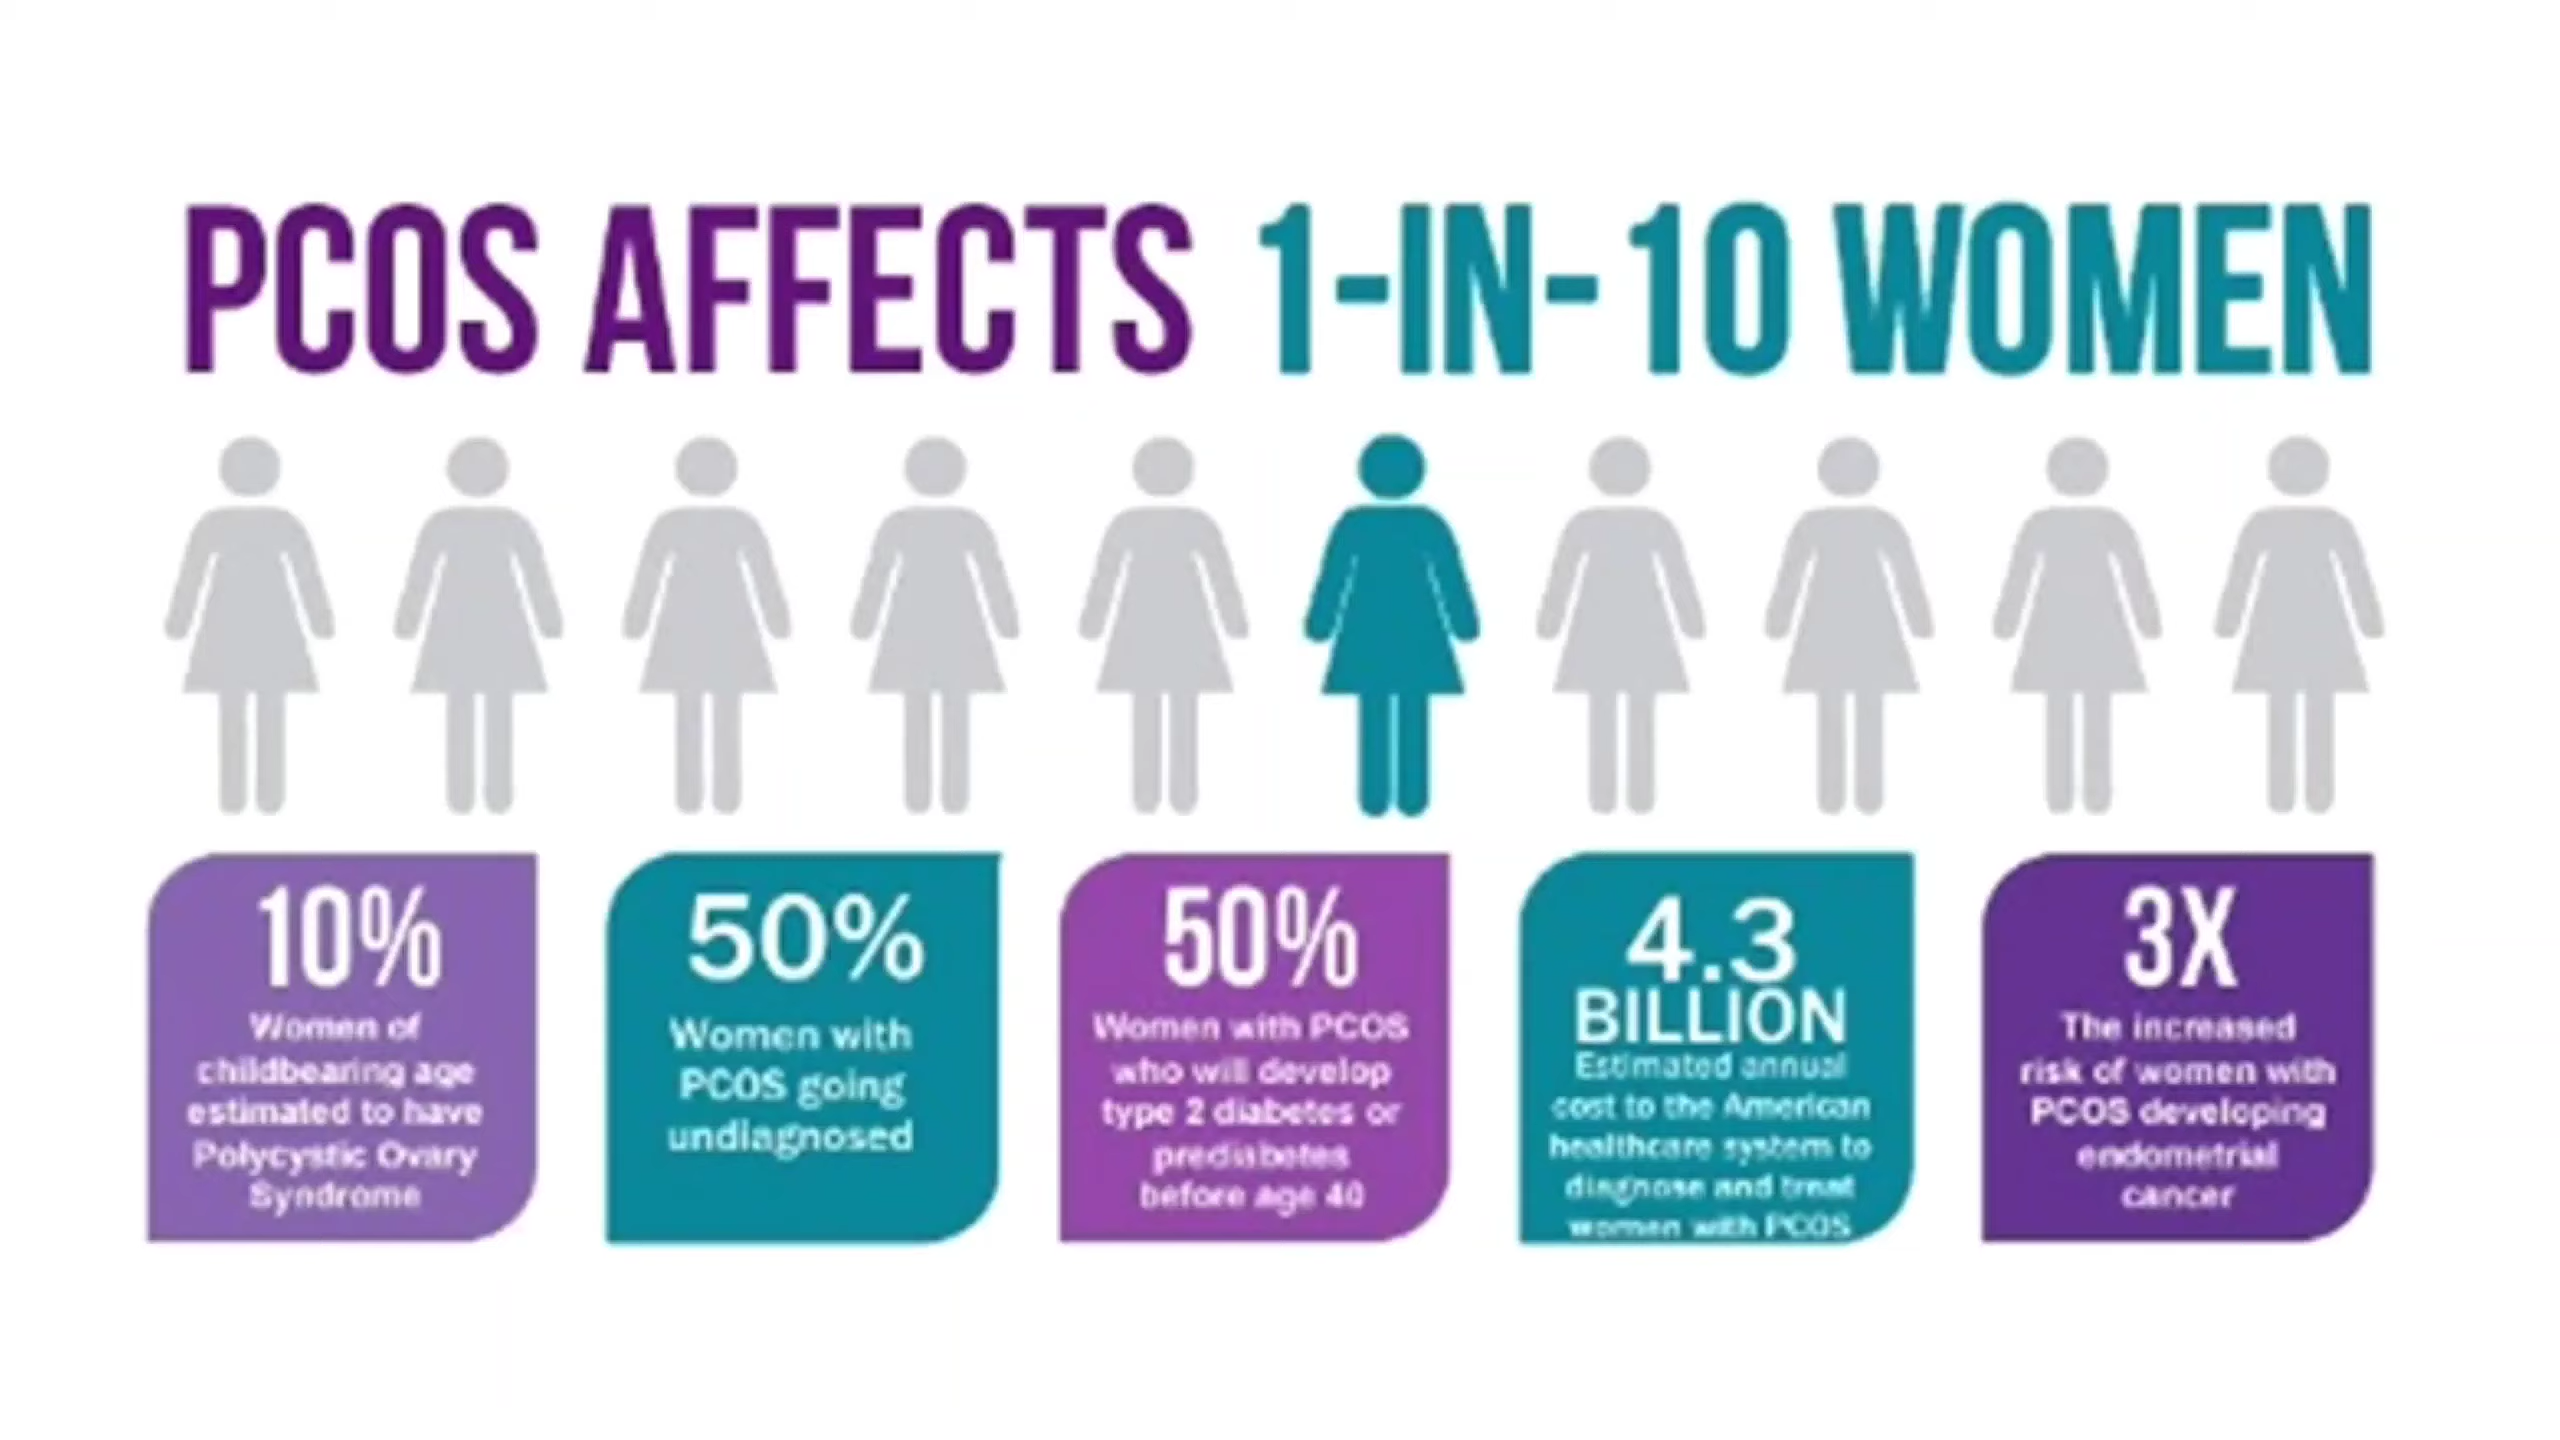 PCOS AFFECTS 1-IN-10 WOMEN
10%
Women of
childbearing age
estimated to have
Polycystic Ovary
Syndrome
50%
Women with
PCOS going
undiagnosed
50%
Women with PCOS
who will develop
type 2 diabetes or
prediabetes
before age 40
4.3
BILLION
Estimated annual
cost to the American
healthcare system to
diagnose and treat
women with PCOS
3X
The increased
risk of women with
PCOS developing
endometrial
cancer